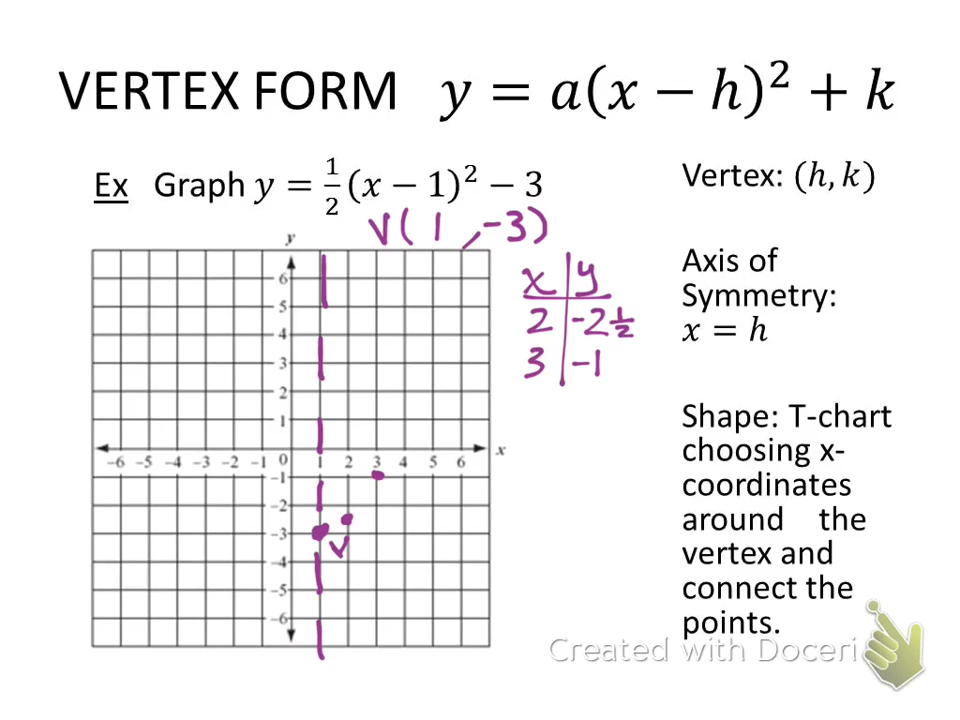 VERTEX FORM y = a(x − h)² + k
Ex Graph y = 1/2 (x − 1)² − 3
V(1, -3)
Vertex: (h, k)
x | y
2 | -2 1/2
3 | -1
Axis of
Symmetry:
x = h
Shape: T-chart
choosing x-
coordinates
around the
vertex and
connect the
points.
y
6
5
4
3
2
1
-6 -5 -4 -3 -2 -1 0 1 2 3 4 5 6 x
-1
-2
-3
V
-4
-5
-6
Created with Doceri